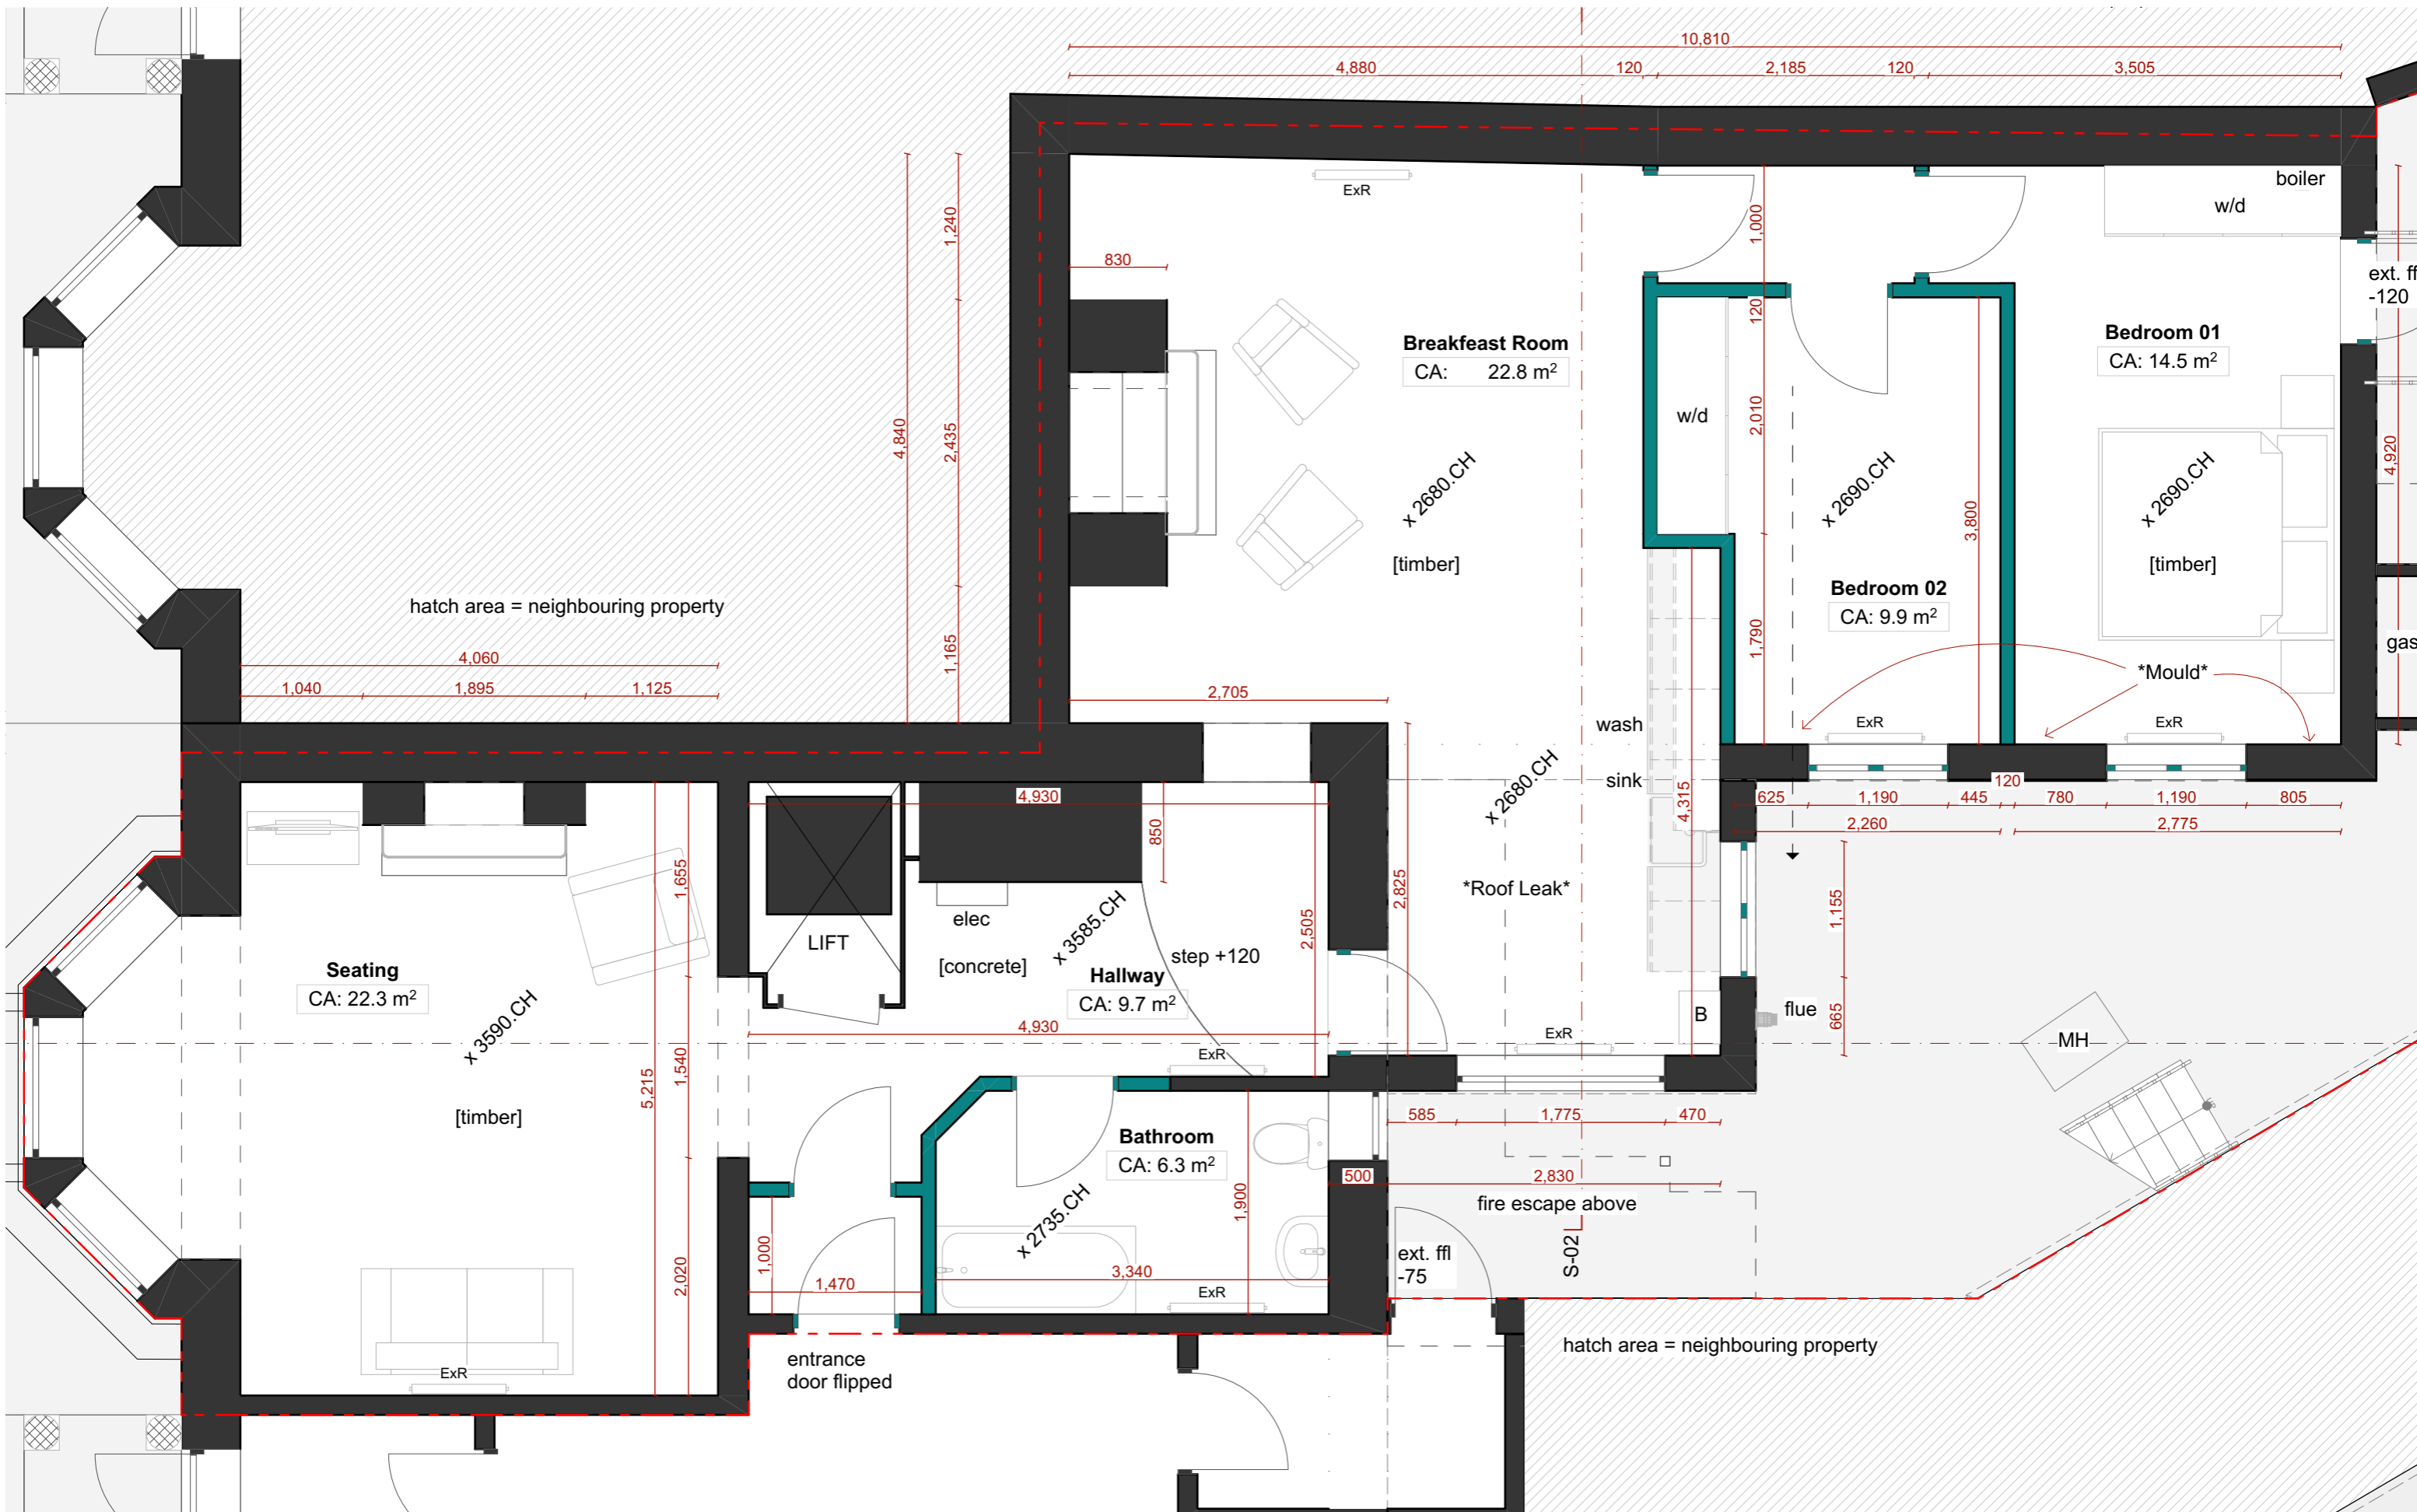 10,810
4,880
120
2,185
120
3,505
ExR
boiler
w/d
1,240
1,000
830
ext. ff
-120
120
Breakfeast Room
CA: 22.8 m²
Bedroom 01
CA: 14.5 m²
w/d
2,010
4,840
2,435
4,920
x 2680.CH
x 2690.CH
x 2690.CH
3,800
[timber]
[timber]
Bedroom 02
CA: 9.9 m²
hatch area = neighbouring property
1,165
1,790
gas
4,060
1,040
1,895
1,125
2,705
*Mould*
wash
ExR
ExR
sink
x 2680.CH
120
4,930
4,315
625
1,190
445
780
1,190
805
2,260
2,775
850
1,655
2,825
*Roof Leak*
1,155
elec
x 3585.CH
2,505
LIFT
step +120
[concrete]
Seating
CA: 22.3 m²
Hallway
CA: 9.7 m²
x 3590.CH
B
flue
665
4,930
ExR
ExR
MH
1,540
5,215
[timber]
585
1,775
470
Bathroom
CA: 6.3 m²
500
2,830
1,900
fire escape above
x 2735.CH
1,000
S-02
ext. ffl
-75
2,020
1,470
3,340
ExR
entrance
door flipped
hatch area = neighbouring property
ExR